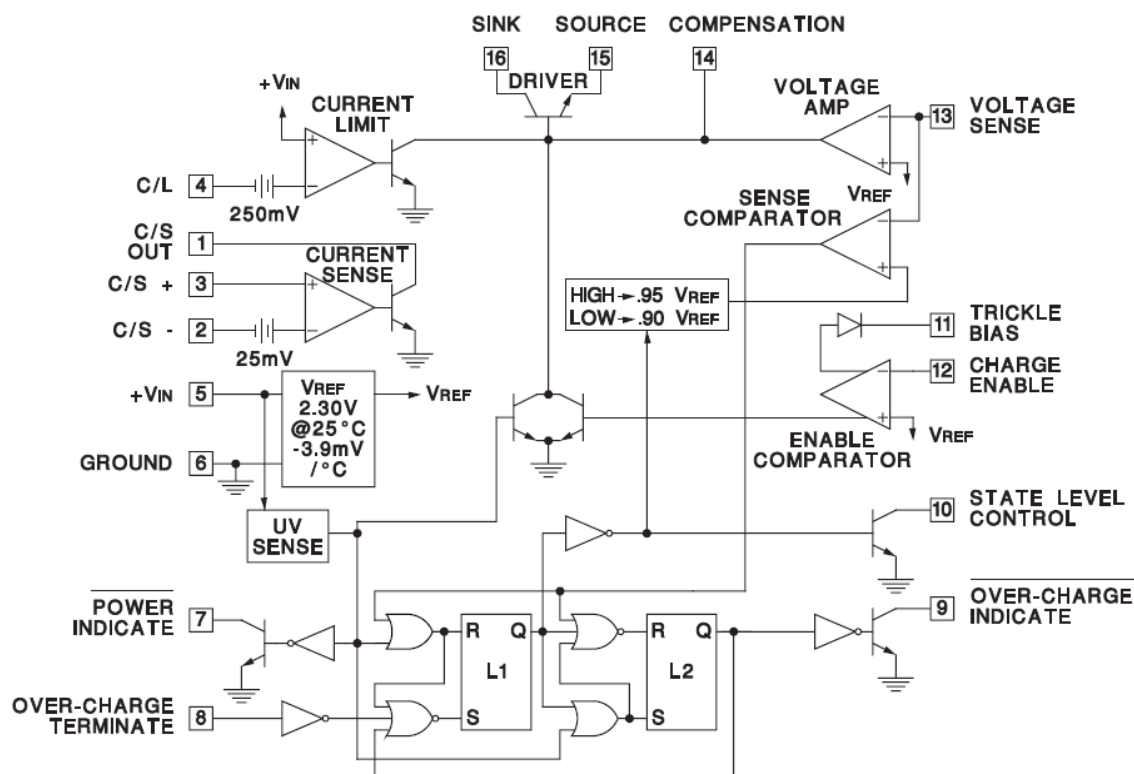 SINK SOURCE COMPENSATION
16 15 14
DRIVER
+VIN
CURRENT
LIMIT
VOLTAGE
AMP
13 VOLTAGE
SENSE
C/L 4
250mV
VREF
C/S
OUT 1
SENSE
COMPARATOR
CURRENT
SENSE
C/S + 3
C/S - 2
25mV
HIGH→.95 VREF
LOW→.90 VREF
11 TRICKLE
BIAS
12 CHARGE
ENABLE
+VIN 5
VREF
2.30V
@25°C
-3.9mV
/°C
VREF
VREF
ENABLE
COMPARATOR
GROUND 6
UV
SENSE
10 STATE LEVEL
CONTROL
POWER
INDICATE 7
9 OVER-CHARGE
INDICATE
R Q
L1
S
R Q
L2
S
OVER-CHARGE
TERMINATE 8
+ - + - - + - + - +